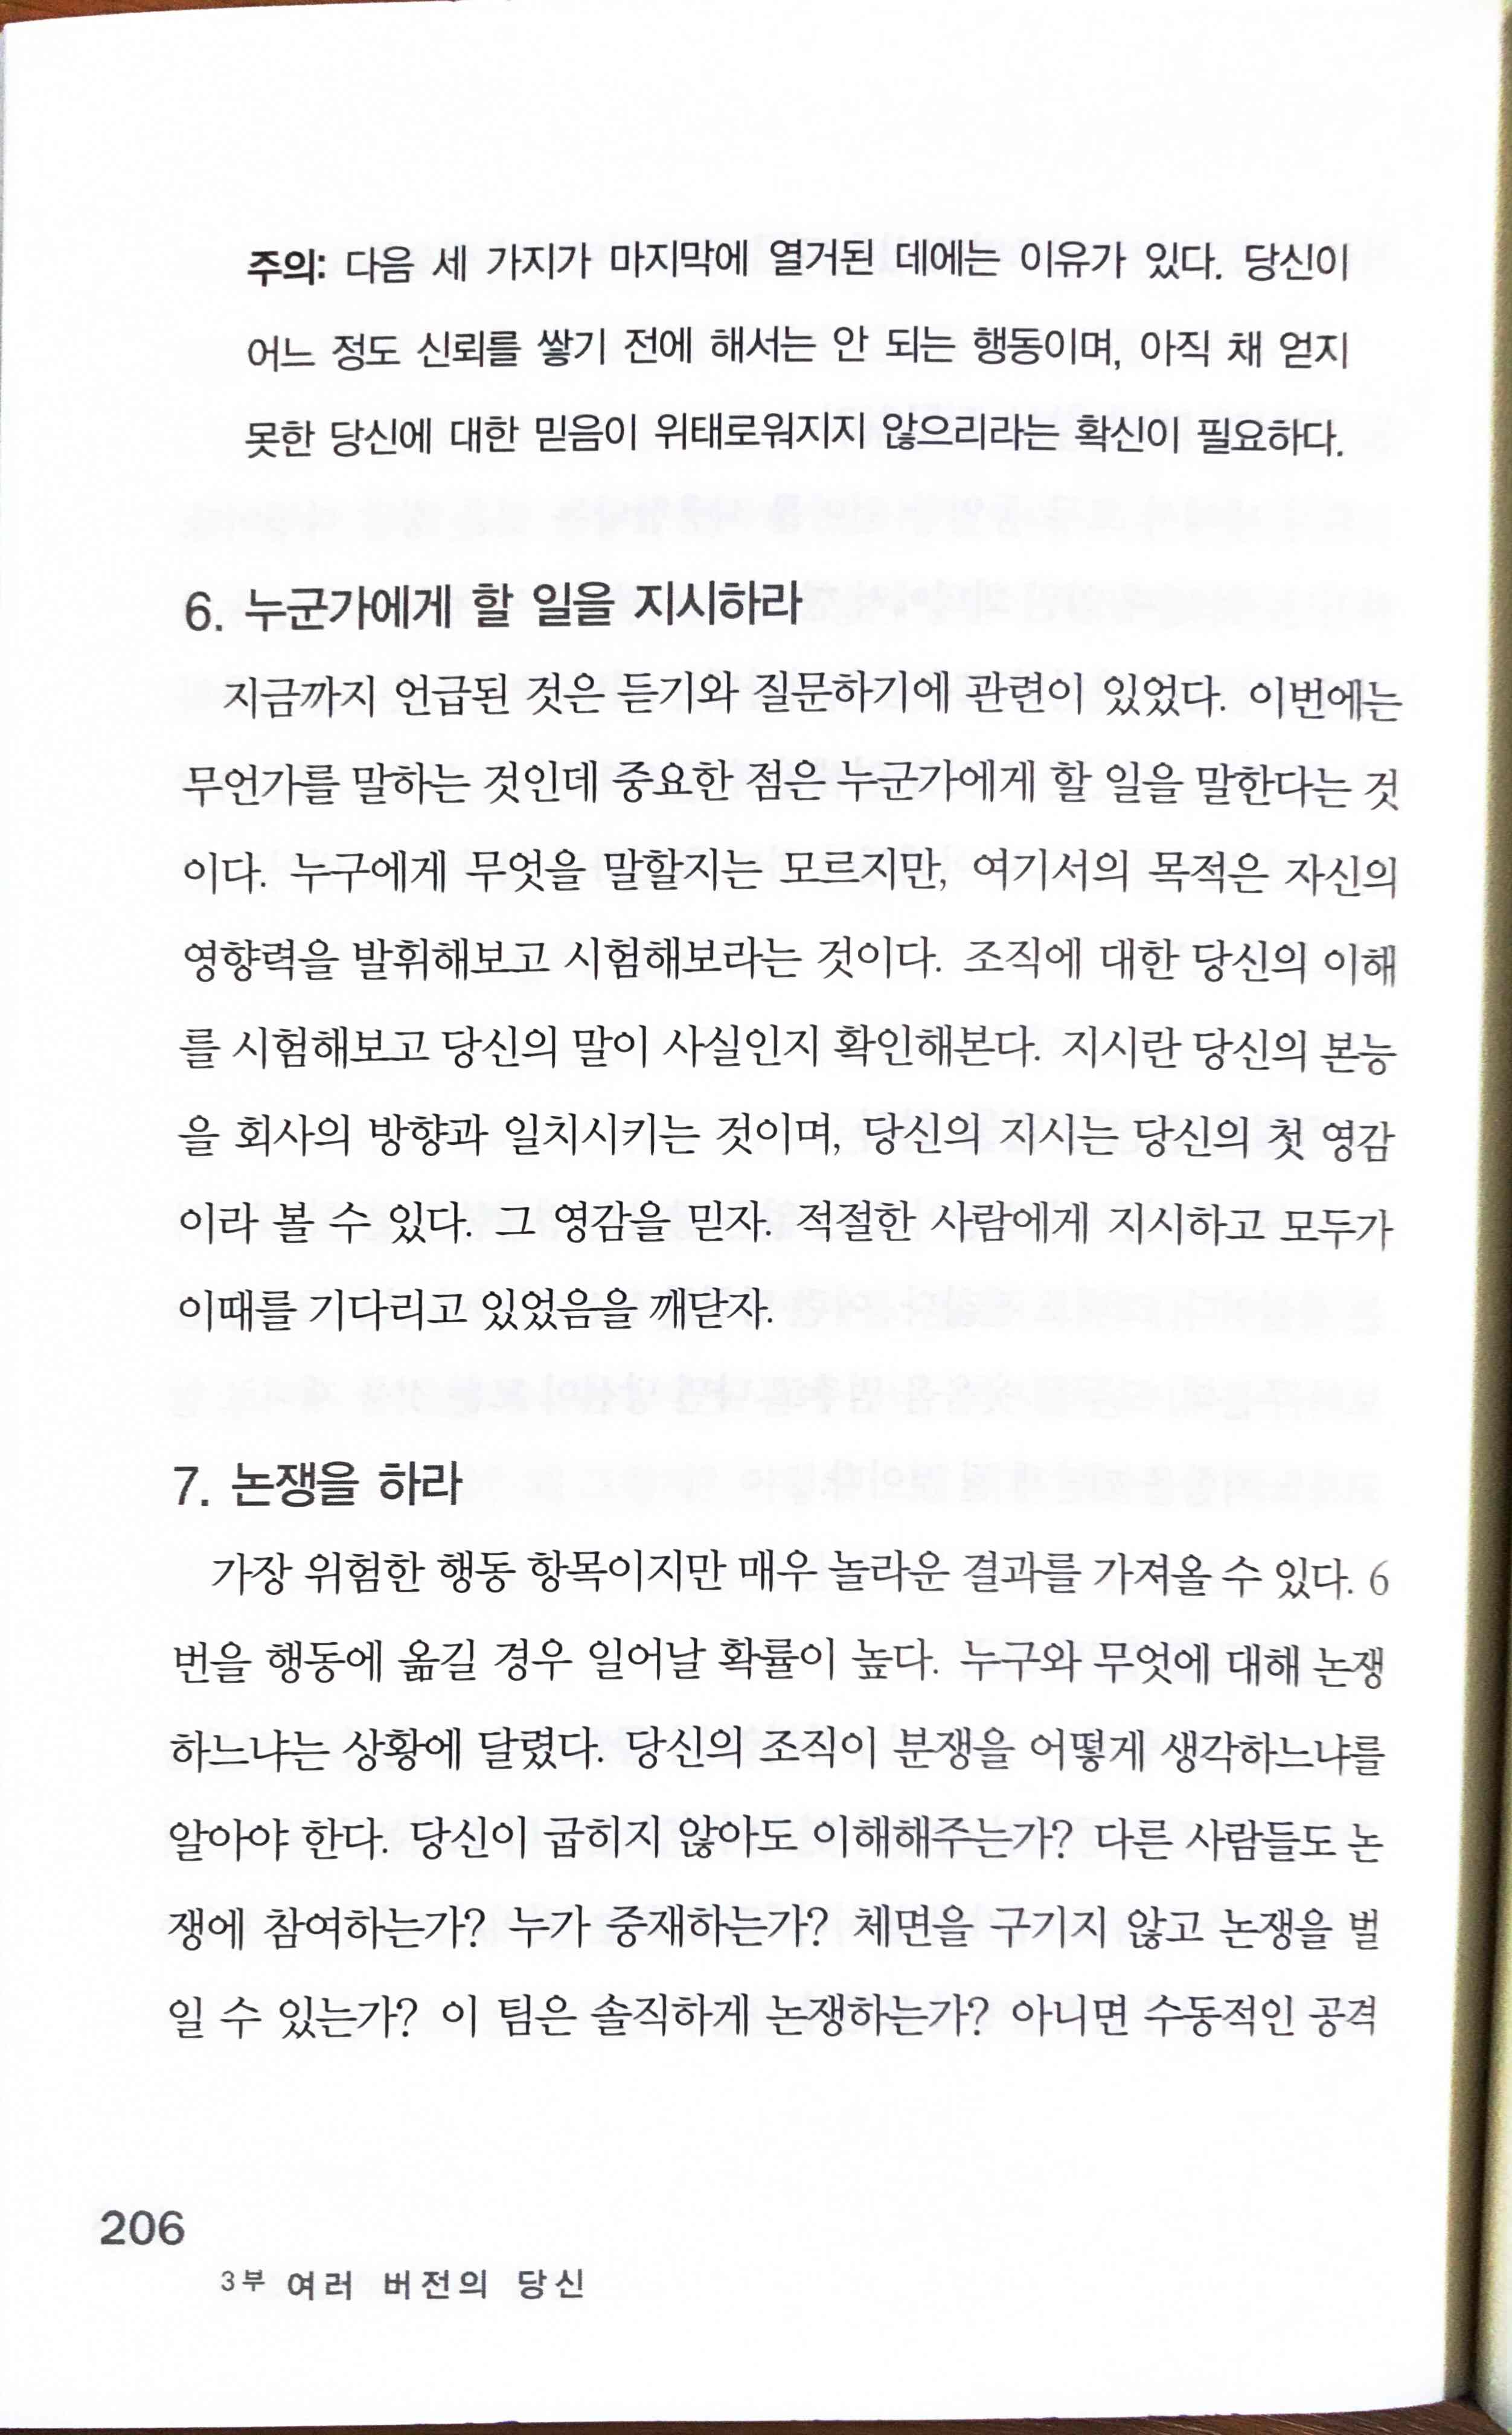 주의: 다음 세 가지가 마지막에 열거된 데에는 이유가 있다. 당신이
어느 정도 신뢰를 쌓기 전에 해서는 안 되는 행동이며, 아직 채 얻지
못한 당신에 대한 믿음이 위태로워지지 않으리라는 확신이 필요하다.
6. 누군가에게 할 일을 지시하라
지금까지 언급된 것은 듣기와 질문하기에 관련이 있었다. 이번에는
무언가를 말하는 것인데 중요한 점은 누군가에게 할 일을 말한다는 것
이다. 누구에게 무엇을 말할지는 모르지만, 여기서의 목적은 자신의
영향력을 발휘해보고 시험해보라는 것이다. 조직에 대한 당신의 이해
를 시험해보고 당신의 말이 사실인지 확인해본다. 지시란 당신의 본능
을 회사의 방향과 일치시키는 것이며, 당신의 지시는 당신의 첫 영감
이라 볼 수 있다. 그 영감을 믿자. 적절한 사람에게 지시하고 모두가
이때를 기다리고 있었음을 깨닫자.
7. 논쟁을 하라
가장 위험한 행동 항목이지만 매우 놀라운 결과를 가져올 수 있다. 6
번을 행동에 옮길 경우 일어날 확률이 높다. 누구와 무엇에 대해 논쟁
하느냐는 상황에 달렸다. 당신의 조직이 분쟁을 어떻게 생각하느냐를
알아야 한다. 당신이 굽히지 않아도 이해해주는가? 다른 사람들도 논
쟁에 참여하는가? 누가 중재하는가? 체면을 구기지 않고 논쟁을 벌
일 수 있는가? 이 팀은 솔직하게 논쟁하는가? 아니면 수동적인 공격
206
3부 여러 버전의 당신